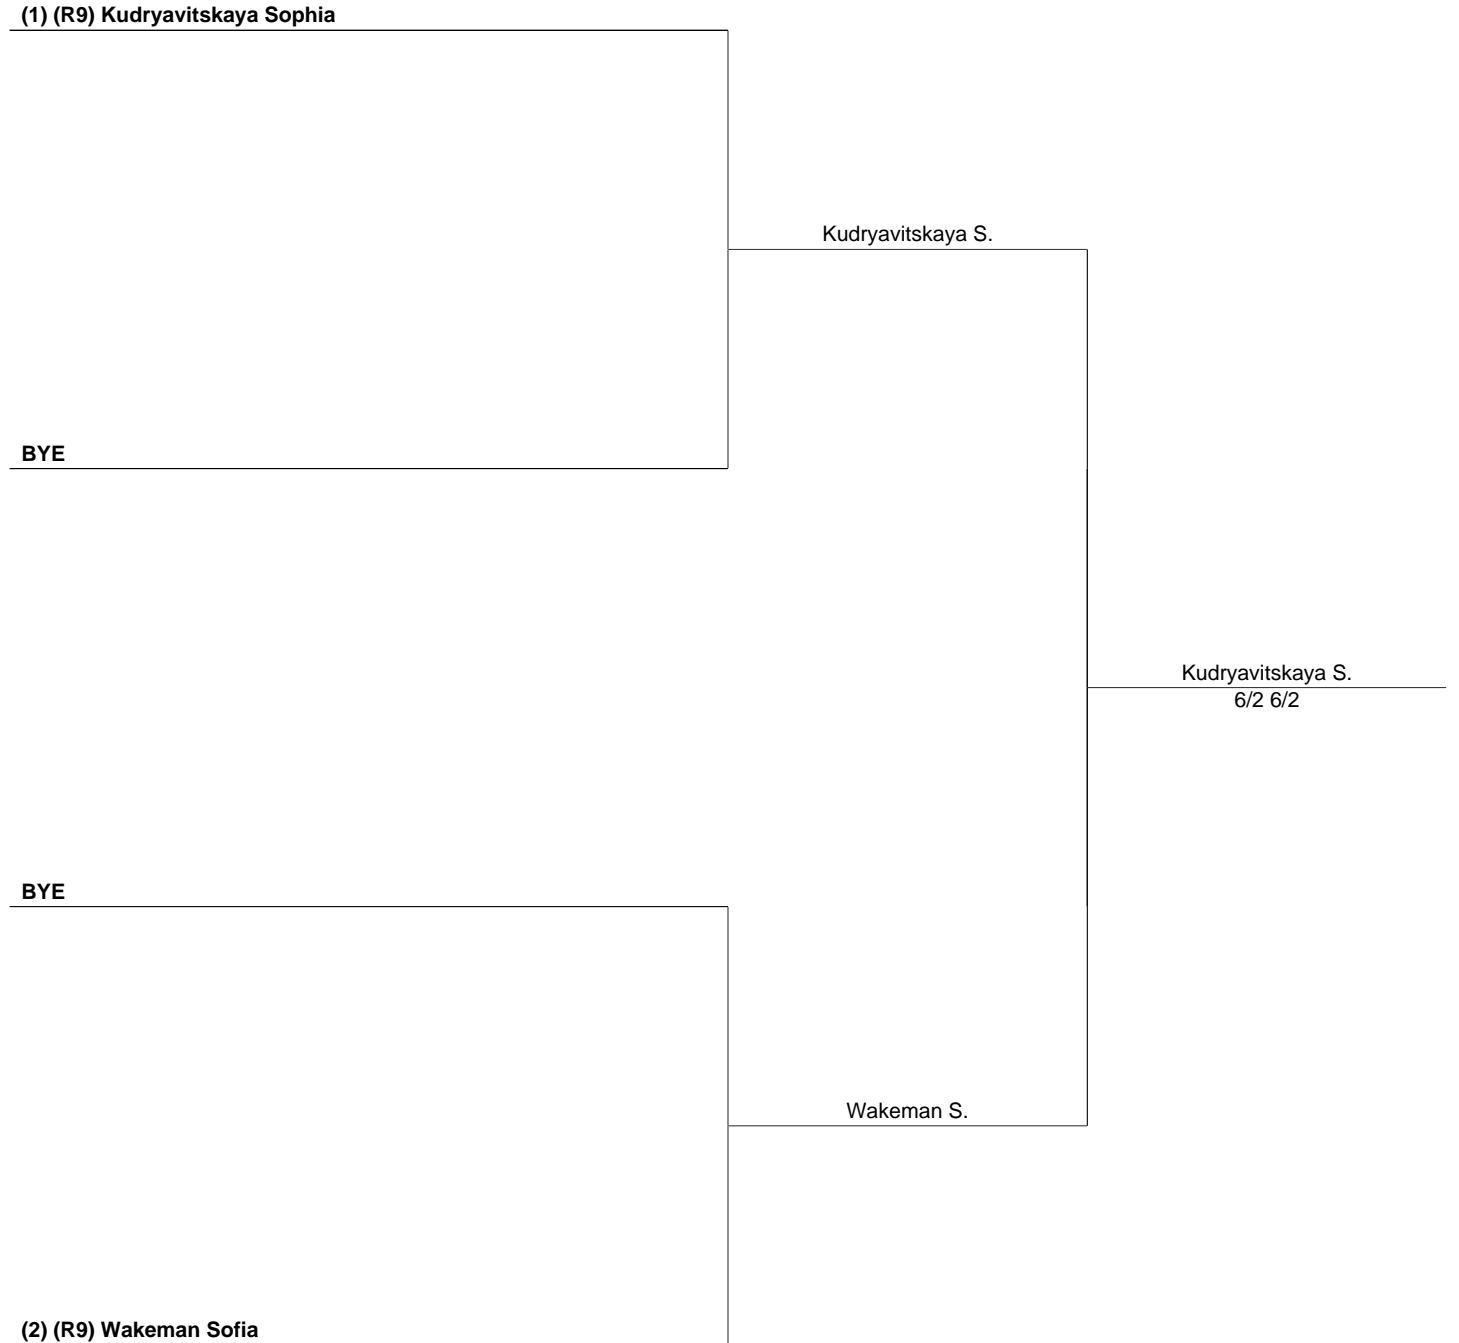 (1) (R9) Kudryavitskaya Sophia
Kudryavitskaya S.
BYE
Kudryavitskaya S.
6/2 6/2
BYE
Wakeman S.
(2) (R9) Wakeman Sofia